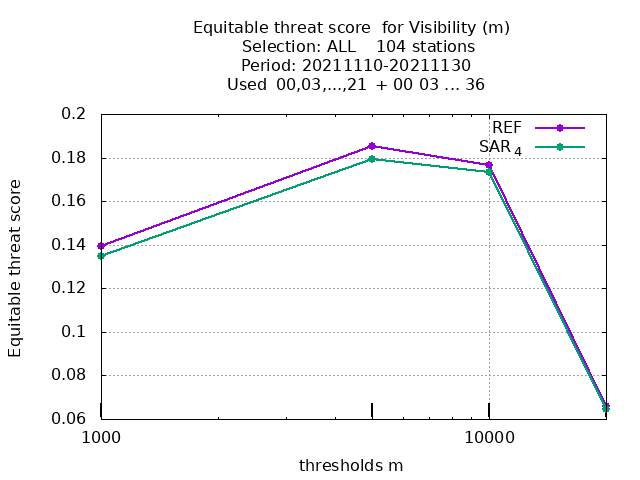 Equitable threat score  for Visibility (m)
Selection: ALL    104 stations
Period: 20211110-20211130
Used  00,03,...,21  + 00 03 ... 36
REF
SAR 4
0.2
0.18
0.16
0.14
0.12
0.1
0.08
0.06
Equitable threat score
1000
10000
thresholds m